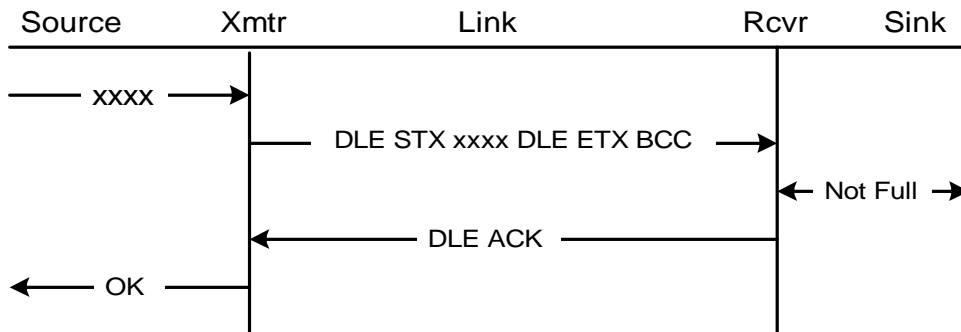 Source Xmtr Link Rcvr Sink
xxxx
DLE STX xxxx DLE ETX BCC
Not Full
DLE ACK
OK